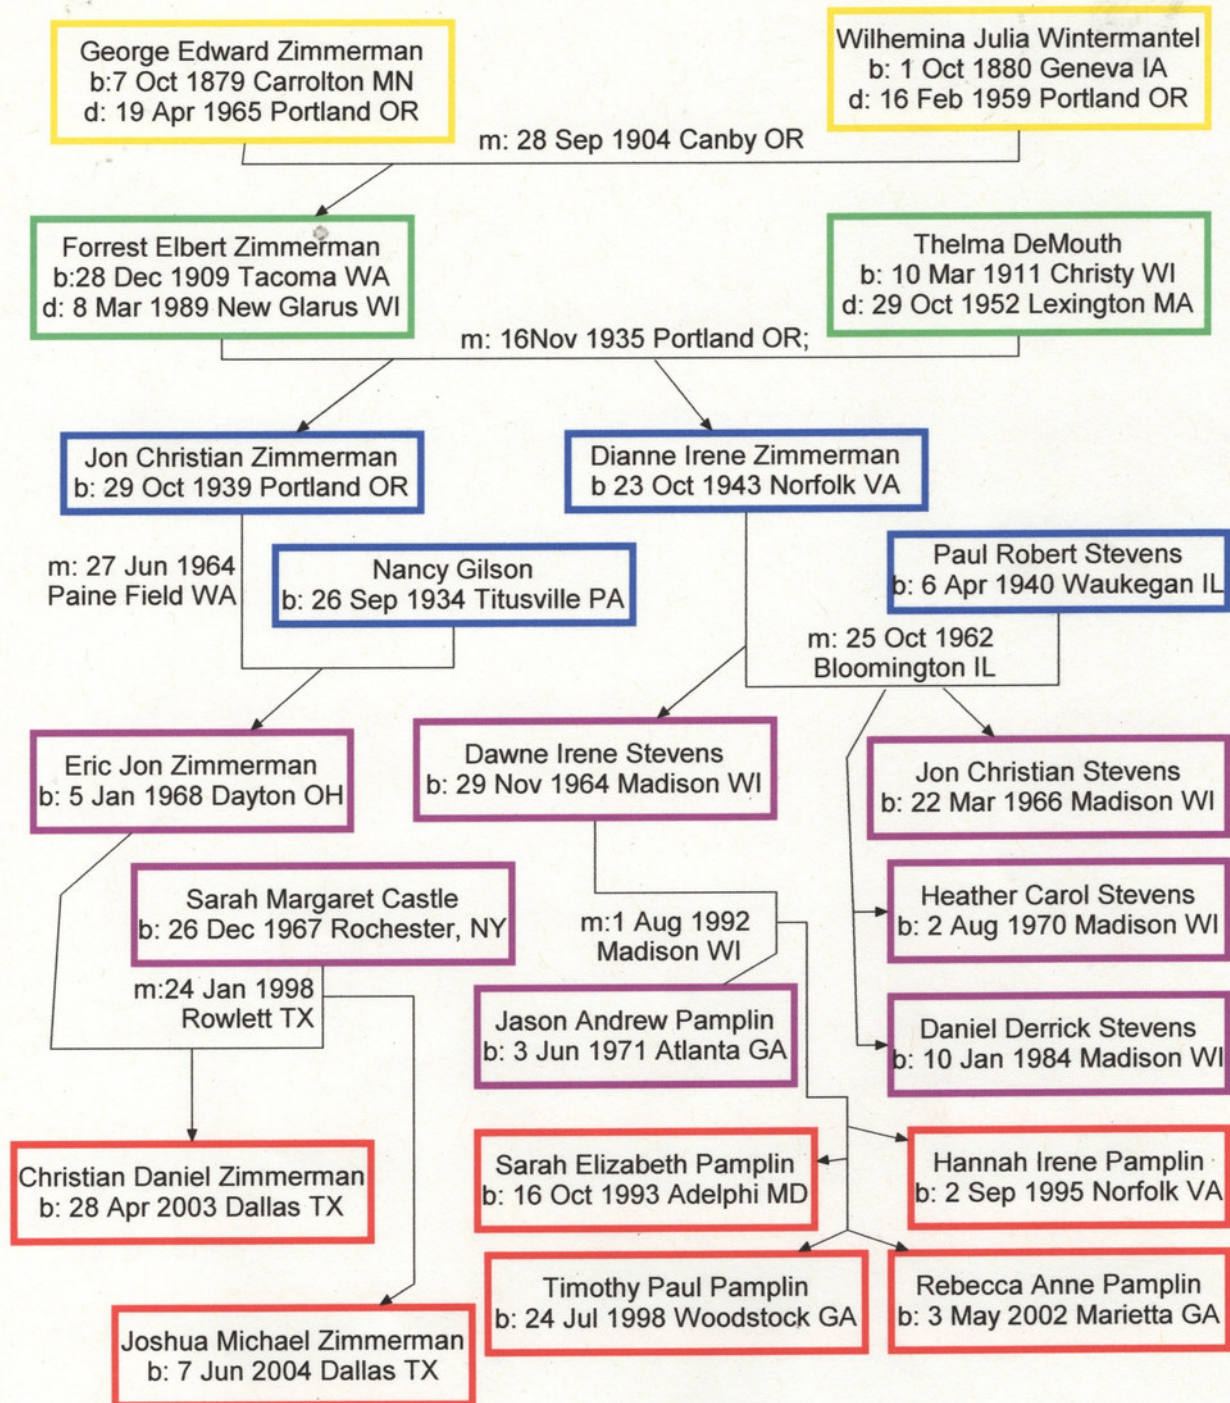 George Edward Zimmerman
b:7 Oct 1879 Carrolton MN
d: 19 Apr 1965 Portland OR
Wilhemina Julia Wintermantel
b: 1 Oct 1880 Geneva IA
d: 16 Feb 1959 Portland OR
m: 28 Sep 1904 Canby OR
Forrest Elbert Zimmerman
b:28 Dec 1909 Tacoma WA
d: 8 Mar 1989 New Glarus WI
Thelma DeMouth
b: 10 Mar 1911 Christy WI
d: 29 Oct 1952 Lexington MA
m: 16Nov 1935 Portland OR;
Jon Christian Zimmerman
b: 29 Oct 1939 Portland OR
Dianne Irene Zimmerman
b 23 Oct 1943 Norfolk VA
m: 27 Jun 1964
Paine Field WA
Nancy Gilson
b: 26 Sep 1934 Titusville PA
Paul Robert Stevens
b: 6 Apr 1940 Waukegan IL
m: 25 Oct 1962
Bloomington IL
Eric Jon Zimmerman
b: 5 Jan 1968 Dayton OH
Dawne Irene Stevens
b: 29 Nov 1964 Madison WI
Jon Christian Stevens
b: 22 Mar 1966 Madison WI
Sarah Margaret Castle
b: 26 Dec 1967 Rochester, NY
m:24 Jan 1998
Rowlett TX
m:1 Aug 1992
Madison WI
Heather Carol Stevens
b: 2 Aug 1970 Madison WI
Jason Andrew Pamplin
b: 3 Jun 1971 Atlanta GA
Daniel Derrick Stevens
b: 10 Jan 1984 Madison WI
Christian Daniel Zimmerman
b: 28 Apr 2003 Dallas TX
Sarah Elizabeth Pamplin
b: 16 Oct 1993 Adelphi MD
Hannah Irene Pamplin
b: 2 Sep 1995 Norfolk VA
Timothy Paul Pamplin
b: 24 Jul 1998 Woodstock GA
Rebecca Anne Pamplin
b: 3 May 2002 Marietta GA
Joshua Michael Zimmerman
b: 7 Jun 2004 Dallas TX